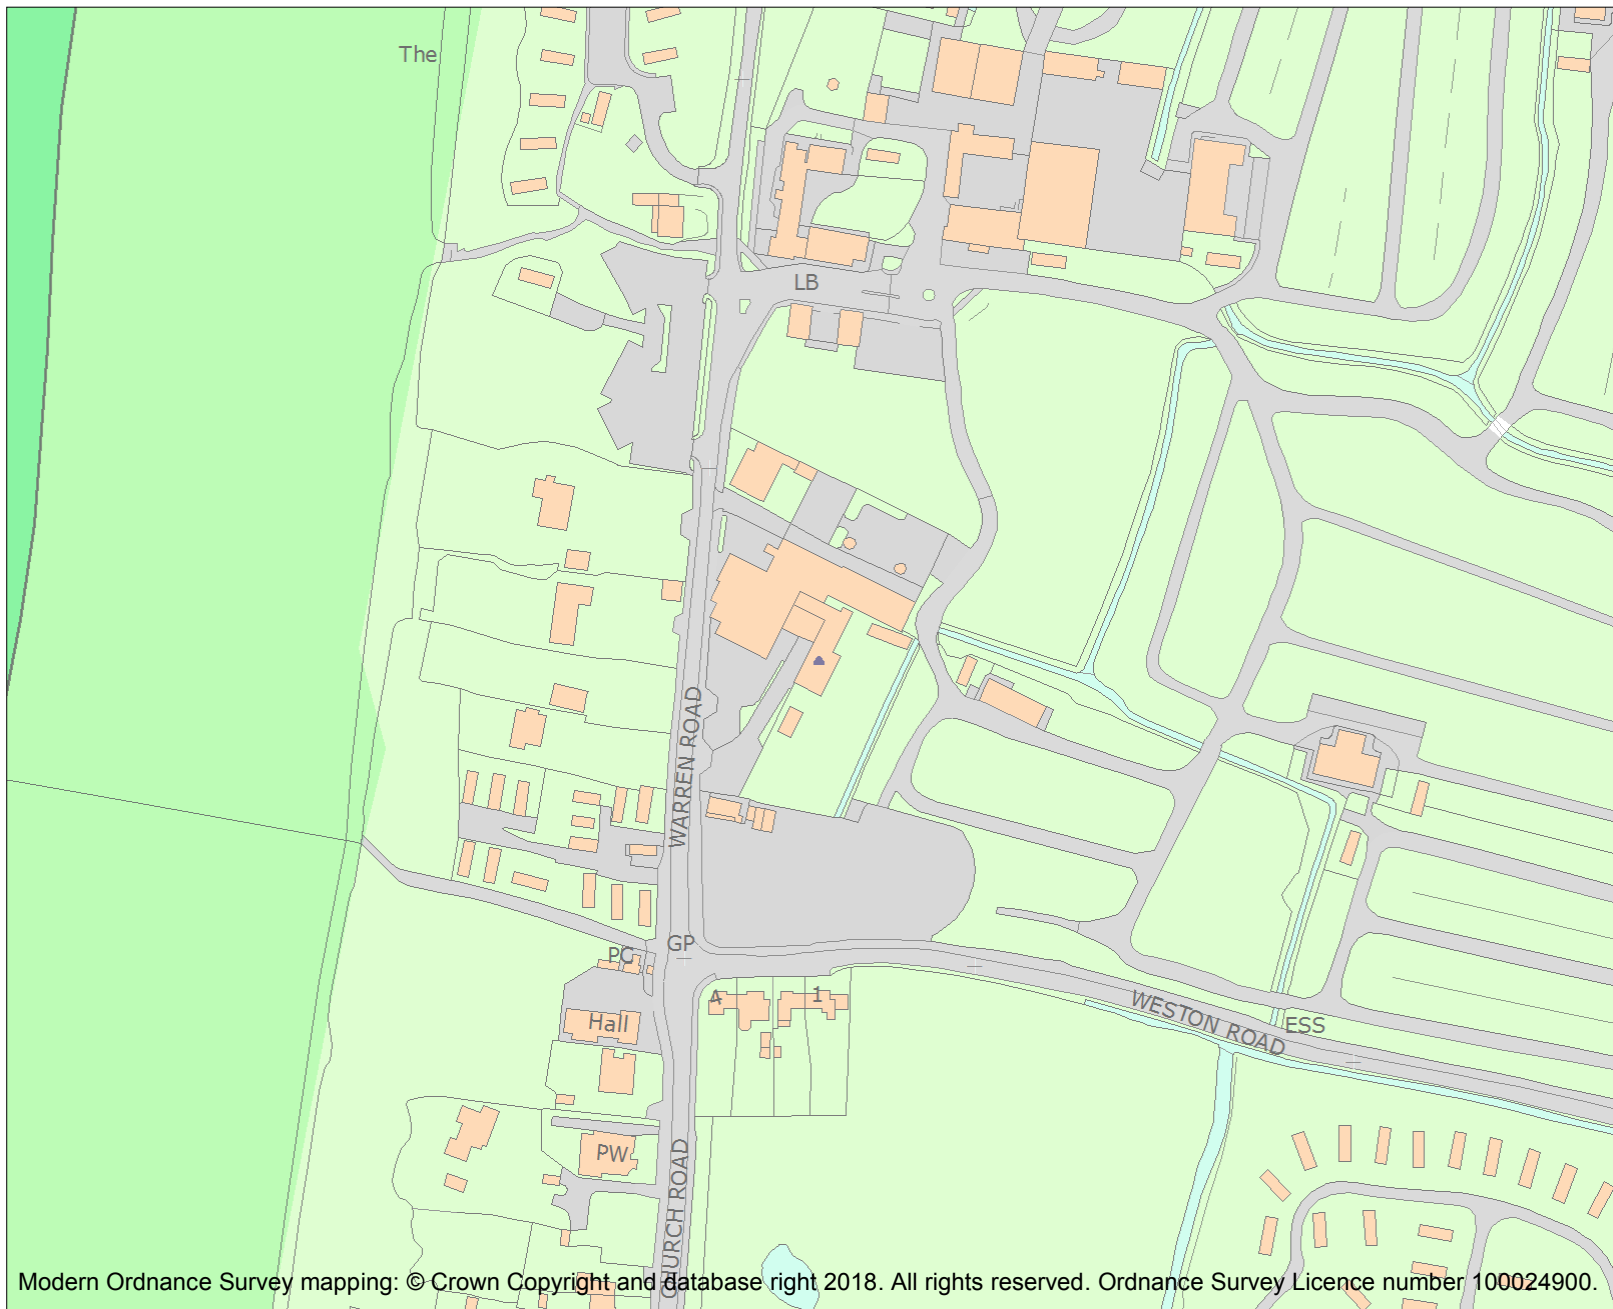 The
LB
WARREN ROAD
GP
PC
4
1
WESTON ROAD
Hall
ESS
PW
CHURCH ROAD
Modern Ordnance Survey mapping: © Crown Copyright and database right 2018. All rights reserved. Ordnance Survey Licence number 100024900.